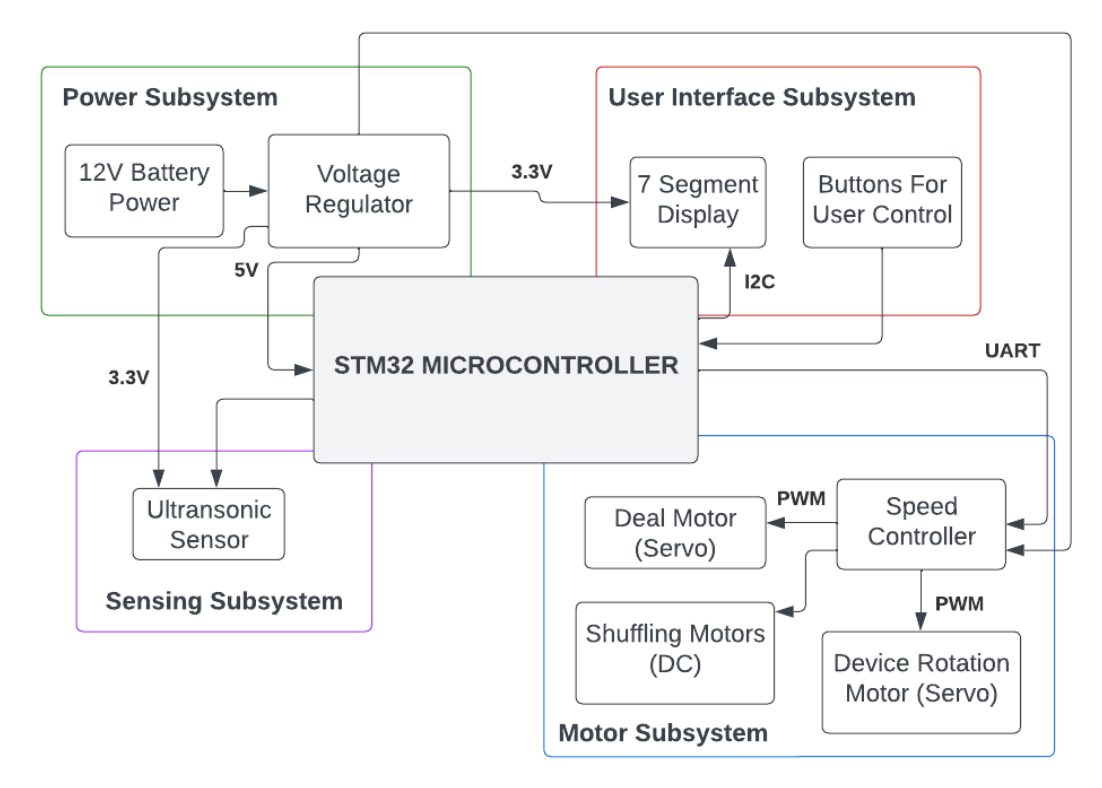 Power Subsystem
User Interface Subsystem
12V Battery
Power
Voltage
Regulator
3.3V
7 Segment
Display
Buttons For
User Control
5V
I2C
STM32 MICROCONTROLLER
UART
3.3V
Ultransonic
Sensor
Sensing Subsystem
Deal Motor
(Servo)
PWM
Speed
Controller
PWM
Shuffling Motors
(DC)
Device Rotation
Motor (Servo)
Motor Subsystem